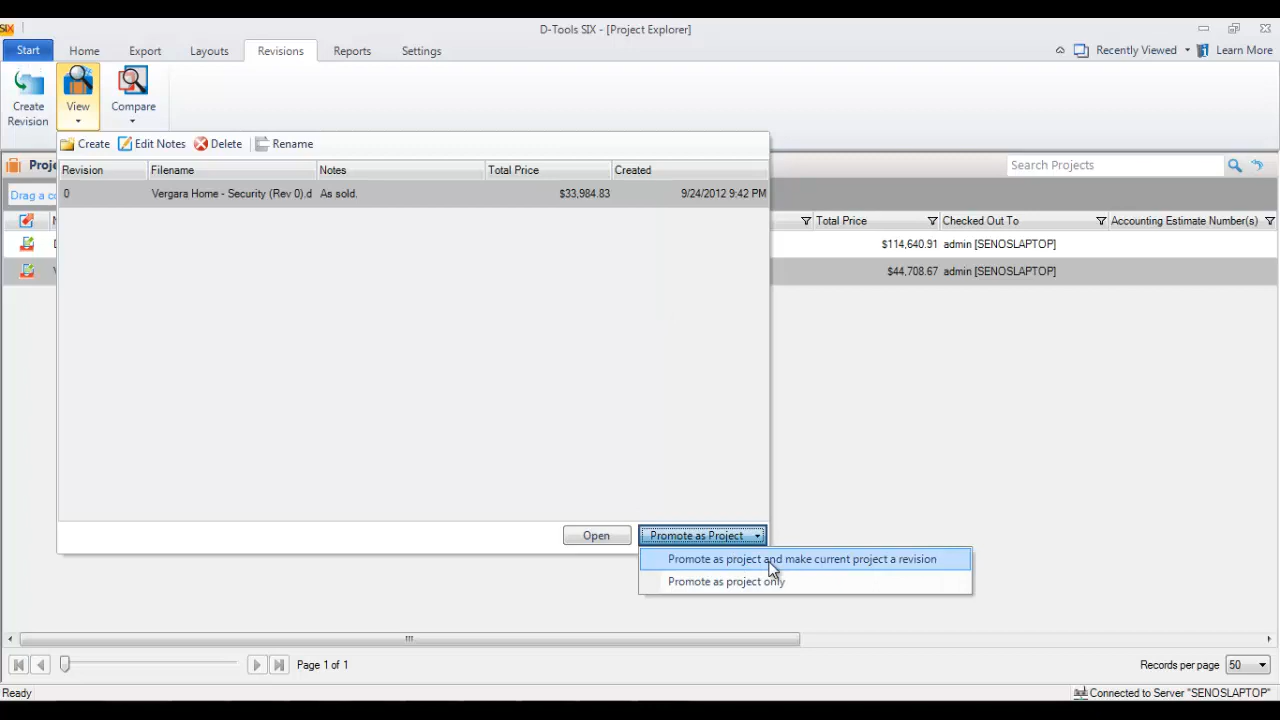 SIX
D-Tools SIX - [Project Explorer]
Start Home Export Layouts Revisions Reports Settings
Recently Viewed Learn More
Create Revision
View
Compare
Create Edit Notes Delete Rename
Proje
Search Projects
Revision Filename Notes Total Price Created
0 Vergara Home - Security (Rev 0).d As sold. $33,984.83 9/24/2012 9:42 PM
Drag a co
Total Price Checked Out To Accounting Estimate Number(s)
$114,640.91 admin [SENOSLAPTOP]
$44,708.67 admin [SENOSLAPTOP]
Open Promote as Project
Promote as project and make current project a revision
Promote as project only
Page 1 of 1
Records per page 50
Ready
Connected to Server "SENOSLAPTOP"